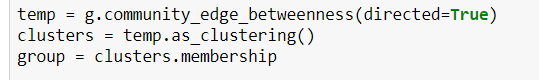 temp = g.community_edge_betweenness(directed=True)
clusters = temp.as_clustering()
group = clusters.membership